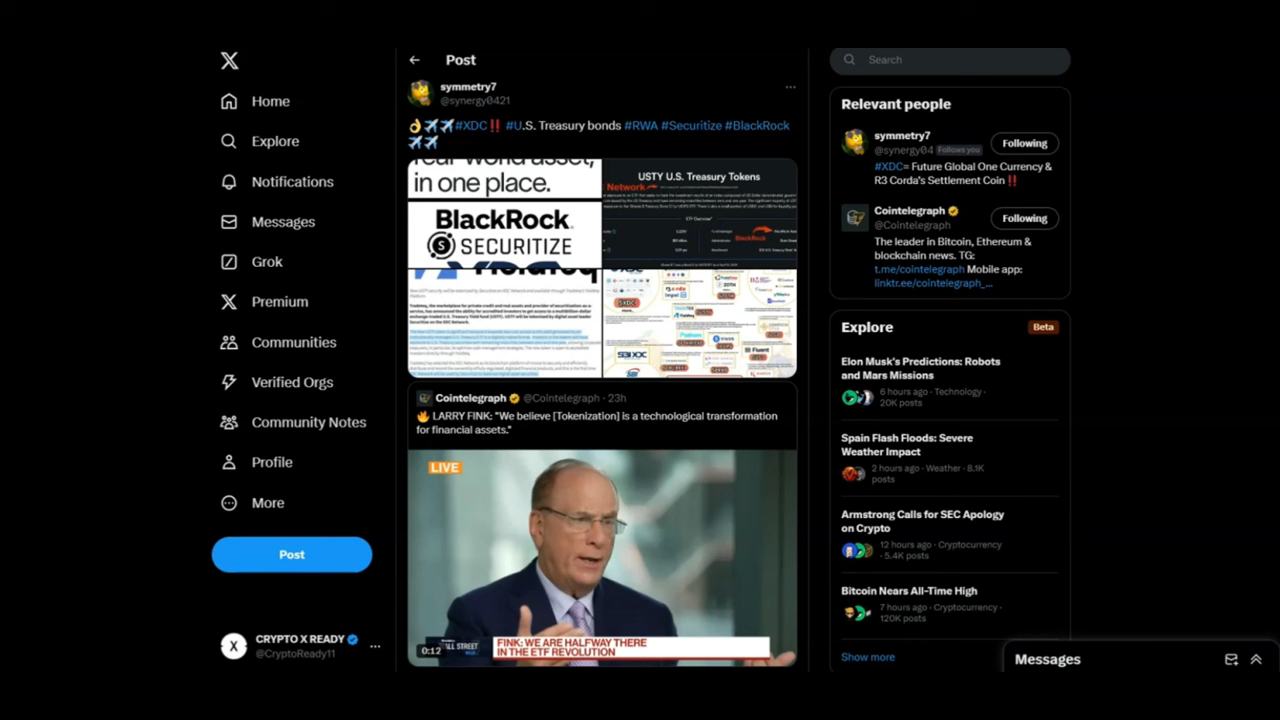 Home
Explore
Notifications
Messages
Grok
Premium
Communities
Verified Orgs
Community Notes
Profile
More
Post
CRYPTO X READY
@CryptoReady11
Post
symmetry7
@synergy0421
👌✈️✈️#XDC‼️ #U.S. Treasury bonds #RWA #Securitize #BlackRock
✈️✈️
real world asset,
in one place.
BlackRock
SECURITIZE
USTY U.S. Treasury Tokens
Network
BlackRock
SBI
Fluent
Cointelegraph @Cointelegraph · 23h
🔥 LARRY FINK: "We believe [Tokenization] is a technological transformation
for financial assets."
LIVE
0:12
WALL STREET
FINK: WE ARE HALFWAY THERE
IN THE ETF REVOLUTION
Search
Relevant people
symmetry7
@synergy04 Follows you
Following
#XDC= Future Global One Currency &
R3 Corda's Settlement Coin ‼️
Cointelegraph
@Cointelegraph
Following
The leader in Bitcoin, Ethereum &
blockchain news. TG:
t.me/cointelegraph Mobile app:
linktr.ee/cointelegraph_...
Explore
Beta
Elon Musk's Predictions: Robots
and Mars Missions
6 hours ago · Technology ·
20K posts
Spain Flash Floods: Severe
Weather Impact
2 hours ago · Weather · 8.1K
posts
Armstrong Calls for SEC Apology
on Crypto
12 hours ago · Cryptocurrency
· 5.4K posts
Bitcoin Nears All-Time High
7 hours ago · Cryptocurrency ·
120K posts
Show more
Messages